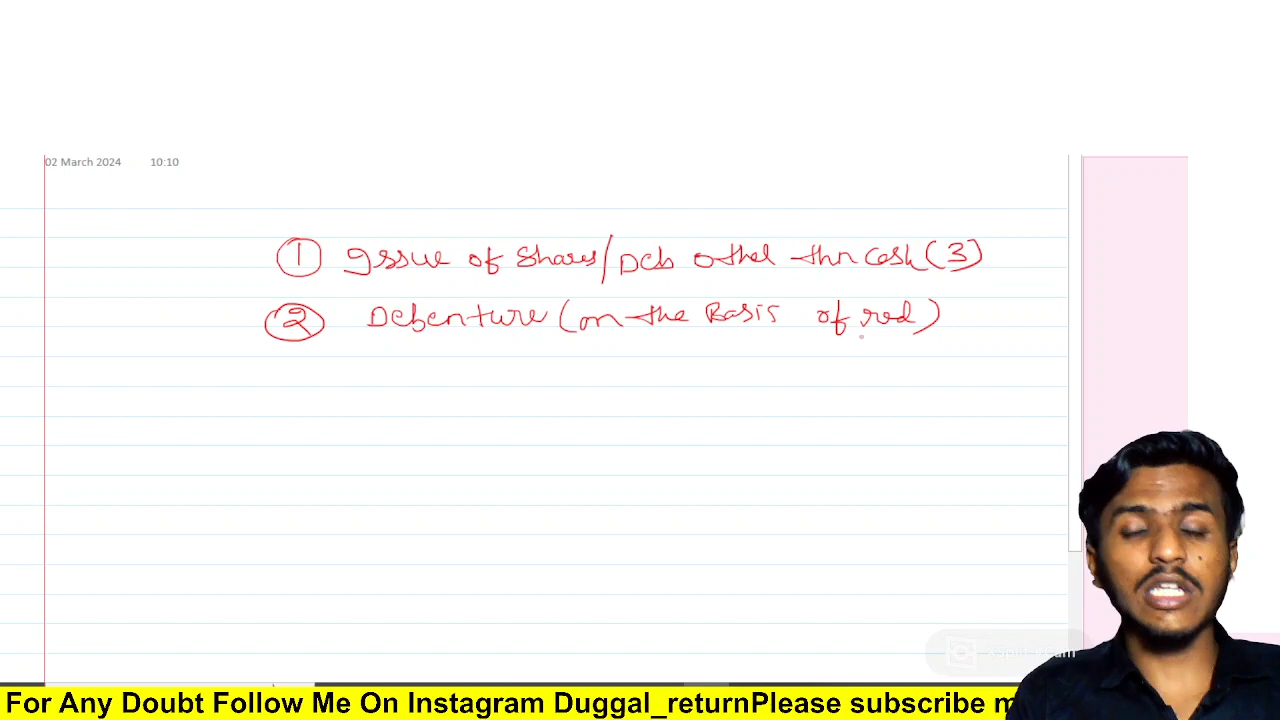 02 March 2024 10:10
① Issue of Shares/Deb othel thn Cash (3)
② Debenture (on the Basis of red)
For Any Doubt Follow Me On Instagram Duggal_returnPlease subscribe m